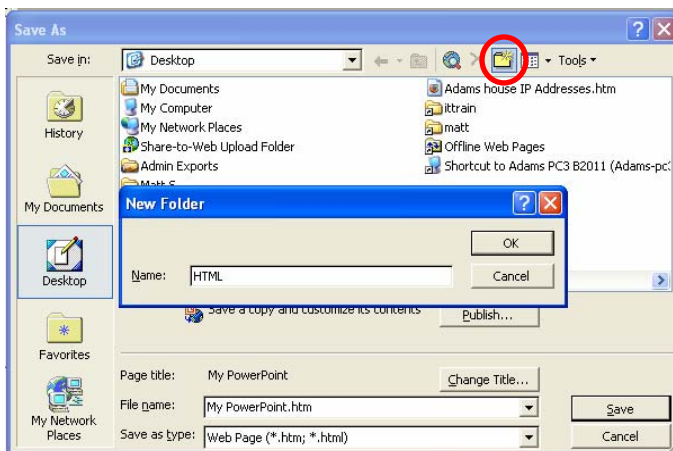 Save As
Save in: Desktop Tools
My Documents Adams house IP Addresses.htm
My Computer ittrain
My Network Places matt
Share-to-Web Upload Folder Offline Web Pages
Admin Exports Shortcut to Adams PC3 B2011 (Adams-pc
Matt S
History
My Documents
Desktop
Favorites
My Network
Places
New Folder
OK
Name: HTML Cancel
Save a copy and customize its contents Publish...
Page title: My PowerPoint Change Title...
File name: My PowerPoint.htm Save
Save as type: Web Page (*.htm; *.html) Cancel